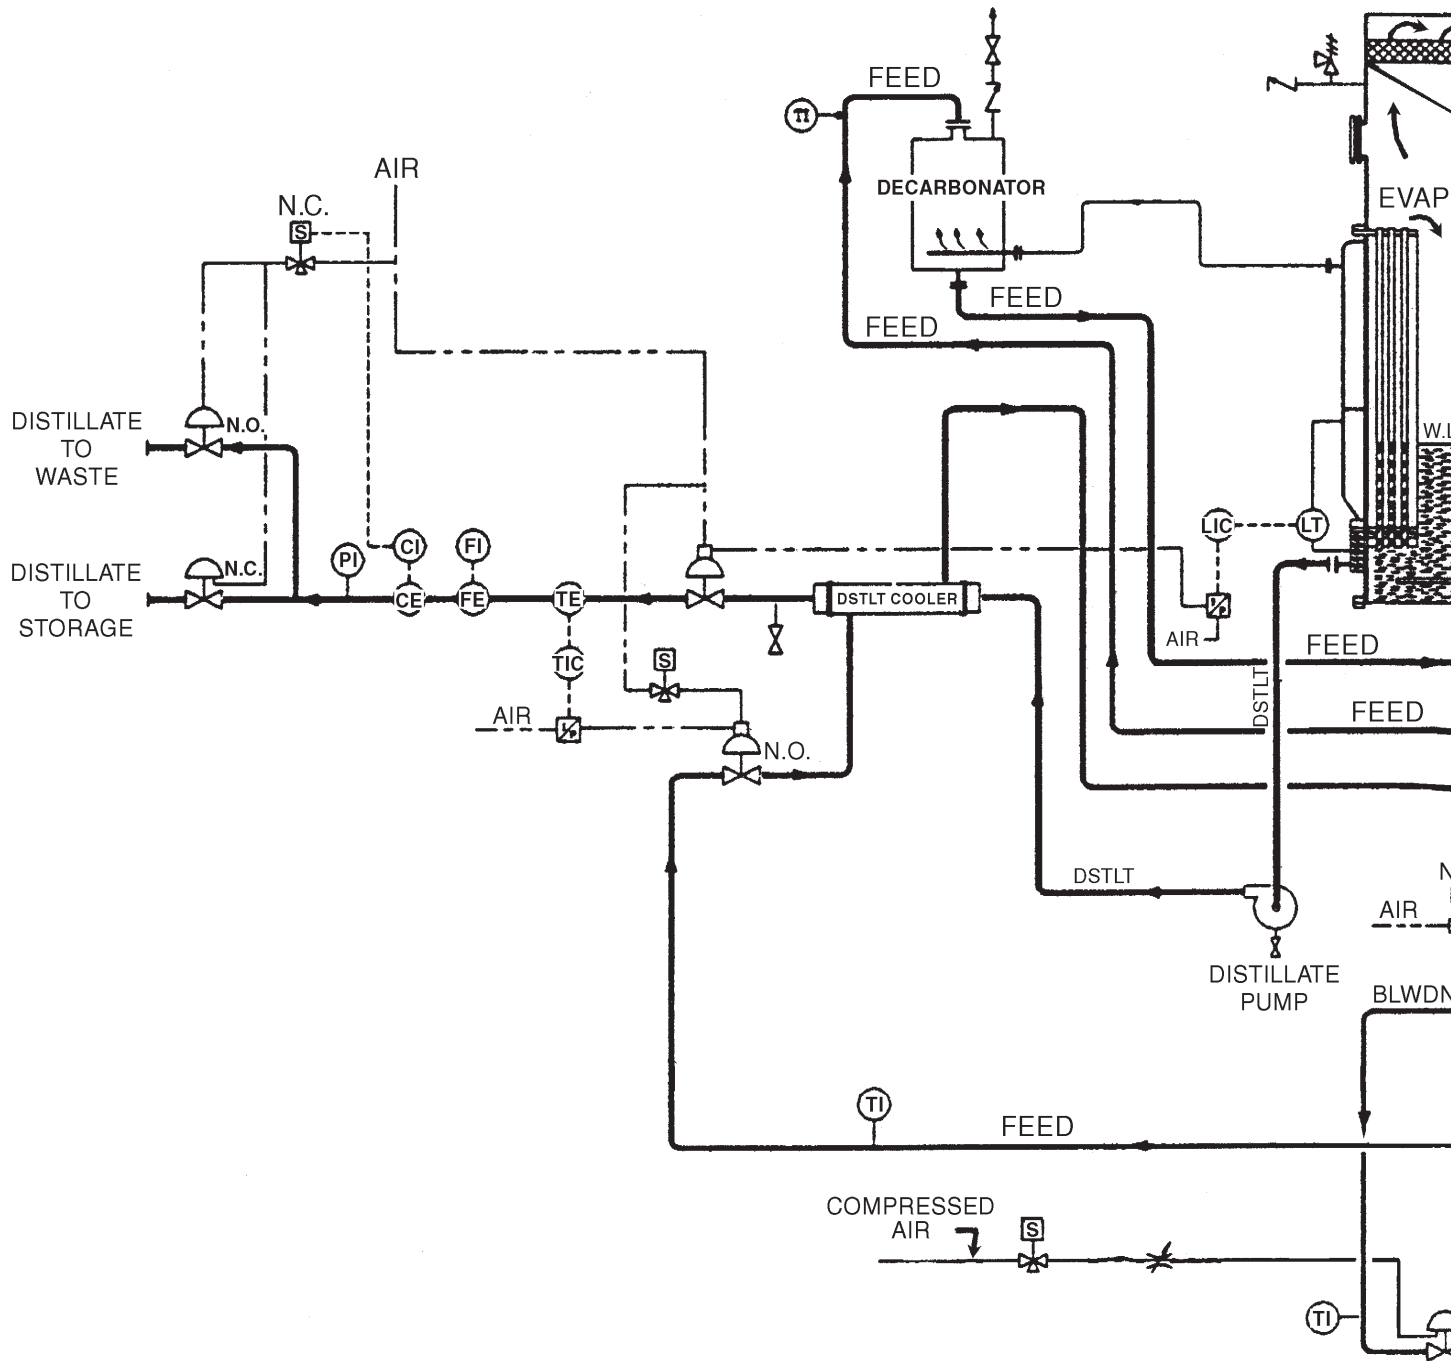 FEED
TI
AIR
DECARBONATOR
N.C.
S
EVAP
FEED
FEED
DISTILLATE
TO
WASTE
N.O.
W.L
LIC
LT
PI
CI
FI
N.C.
DISTILLATE
TO
STORAGE
CE
FE
TE
DSTLT COOLER
I/P
AIR
FEED
TIC
S
DSTLT
AIR
I/P
FEED
N.O.
DSTLT
N
AIR
DISTILLATE
PUMP
BLWDN
TI
FEED
COMPRESSED
AIR
S
TI